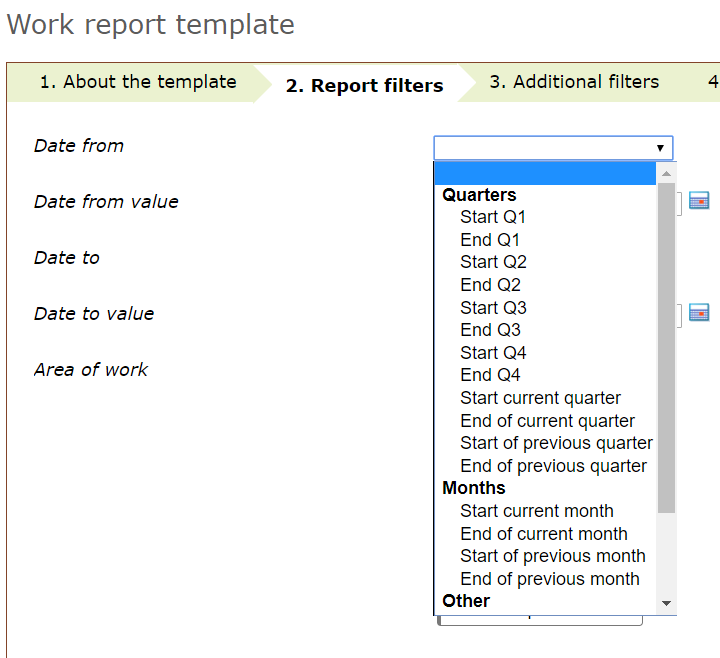 Work report template
1. About the template
2. Report filters
3. Additional filters
4
Date from
Date from value
Date to
Date to value
Area of work
Quarters
Start Q1
End Q1
Start Q2
End Q2
Start Q3
End Q3
Start Q4
End Q4
Start current quarter
End of current quarter
Start of previous quarter
End of previous quarter
Months
Start current month
End of current month
Start of previous month
End of previous month
Other